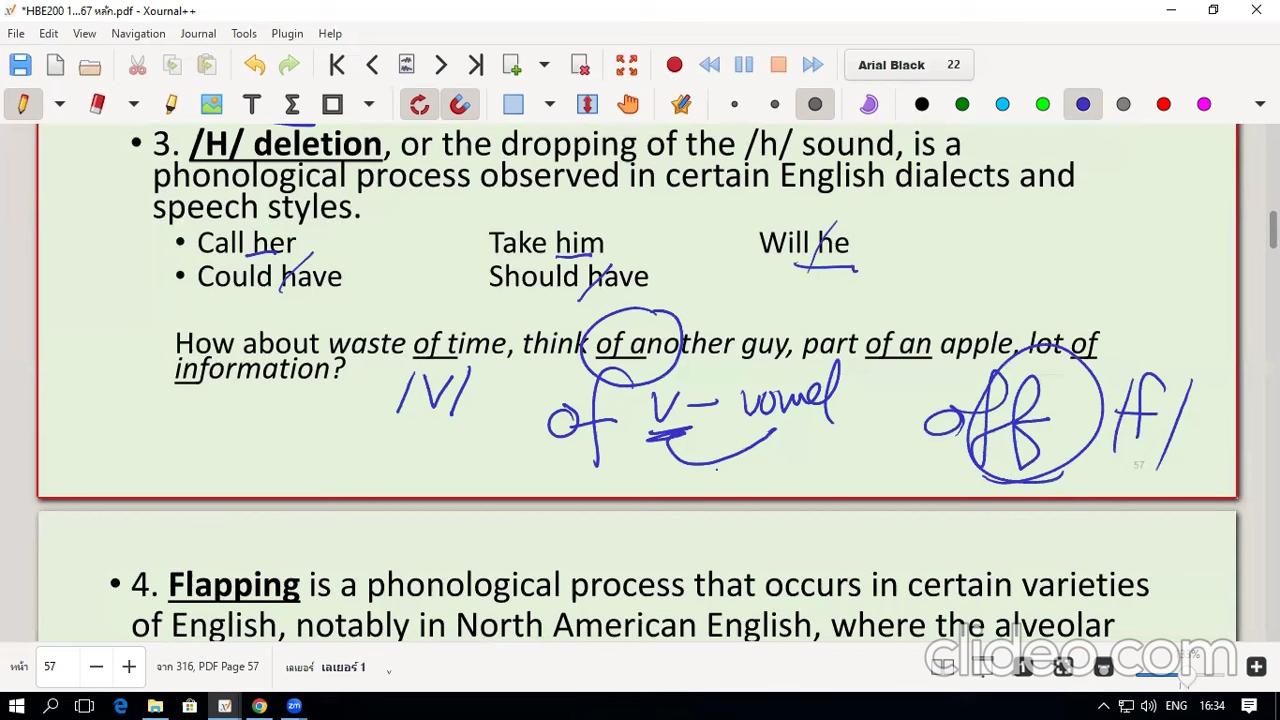 *HBE200 1...67 หลัก.pdf - Xournal++
File Edit View Navigation Journal Tools Plugin Help
Arial Black 22
• 3. /H/ deletion, or the dropping of the /h/ sound, is a
phonological process observed in certain English dialects and
speech styles.
• Call her Take him Will he
• Could have Should have
How about waste of time, think of another guy, part of an apple, lot of
information?
/V/ of V – vowel off /f/
57
• 4. Flapping is a phonological process that occurs in certain varieties
of English, notably in North American English, where the alveolar
clideo.com
หน้า 57 จาก 316, PDF Page 57 เลเยอร์ เลเยอร์ 1
ENG 16:34